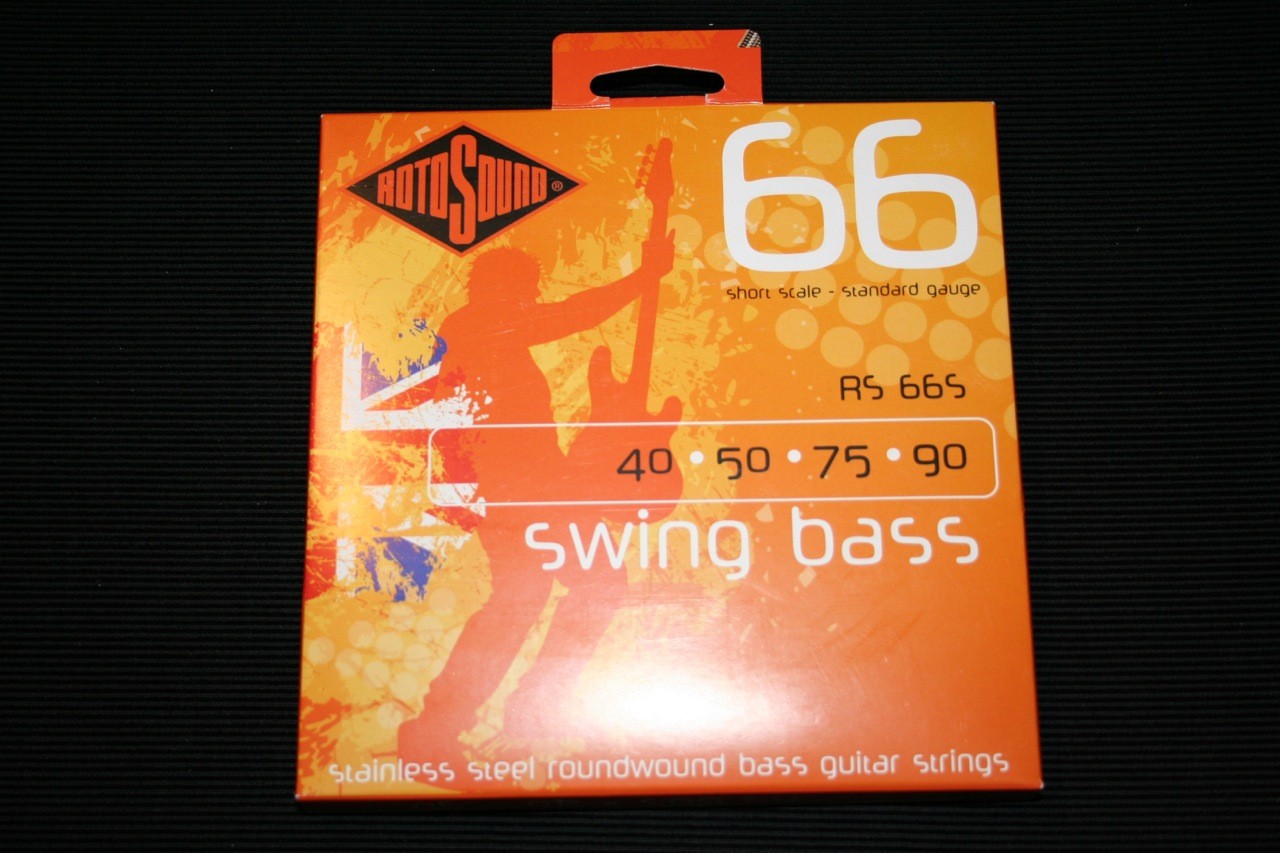 ROTOSOUND®
66
short scale - standard gauge
RS 66S
40 • 50 • 75 • 90
swing bass
stainless steel roundwound bass guitar strings